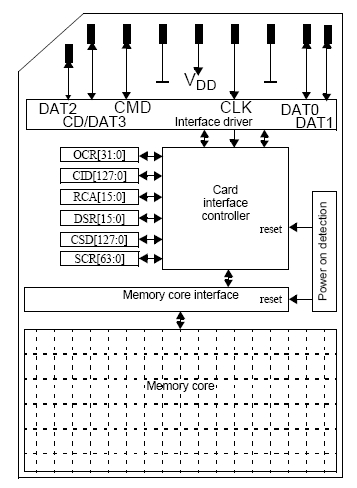 VDD
DAT2 CMD CLK DAT0
CD/DAT3 Interface driver DAT1
OCR[31:0]
CID[127:0]
RCA[15:0]
DSR[15:0]
CSD[127:0]
SCR[63:0]
Card
interface
controller
reset
Power on detection
Memory core interface
reset
Memory core